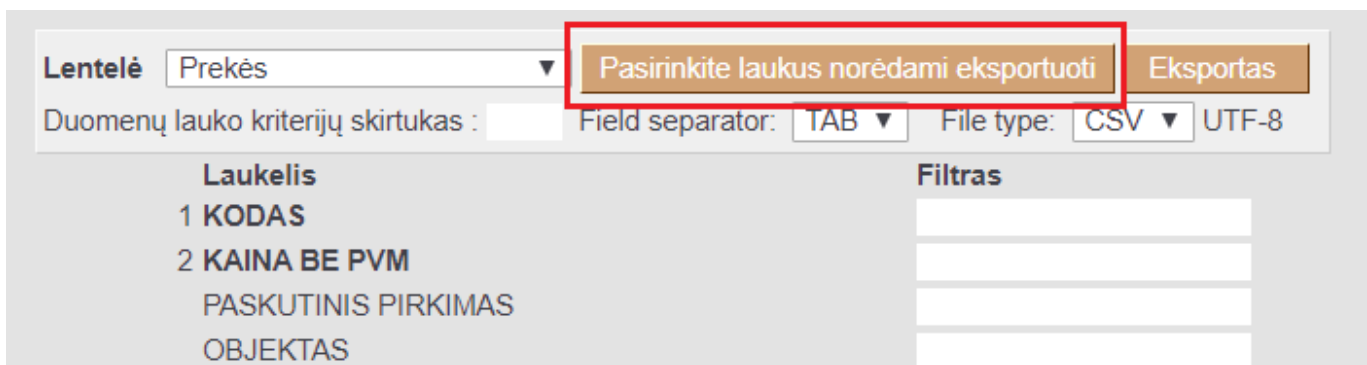 Lentelė Prekės ▼ Pasirinkite laukus norėdami eksportuoti Eksportas
Duomenų lauko kriterijų skirtukas : Field separator: TAB ▼ File type: CSV ▼ UTF-8
Laukelis Filtras
1 KODAS
2 KAINA BE PVM
PASKUTINIS PIRKIMAS
OBJEKTAS